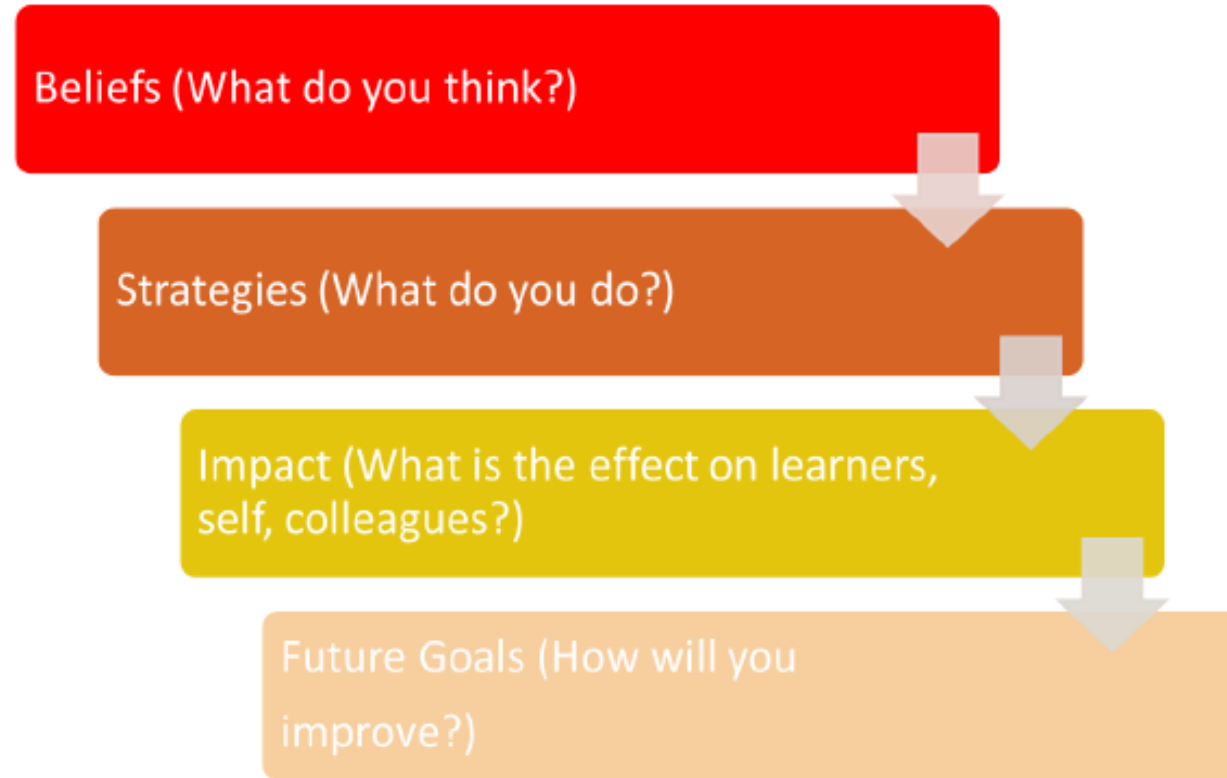 Beliefs (What do you think?)
Strategies (What do you do?)
Impact (What is the effect on learners,
self, colleagues?)
Future Goals (How will you
improve?)